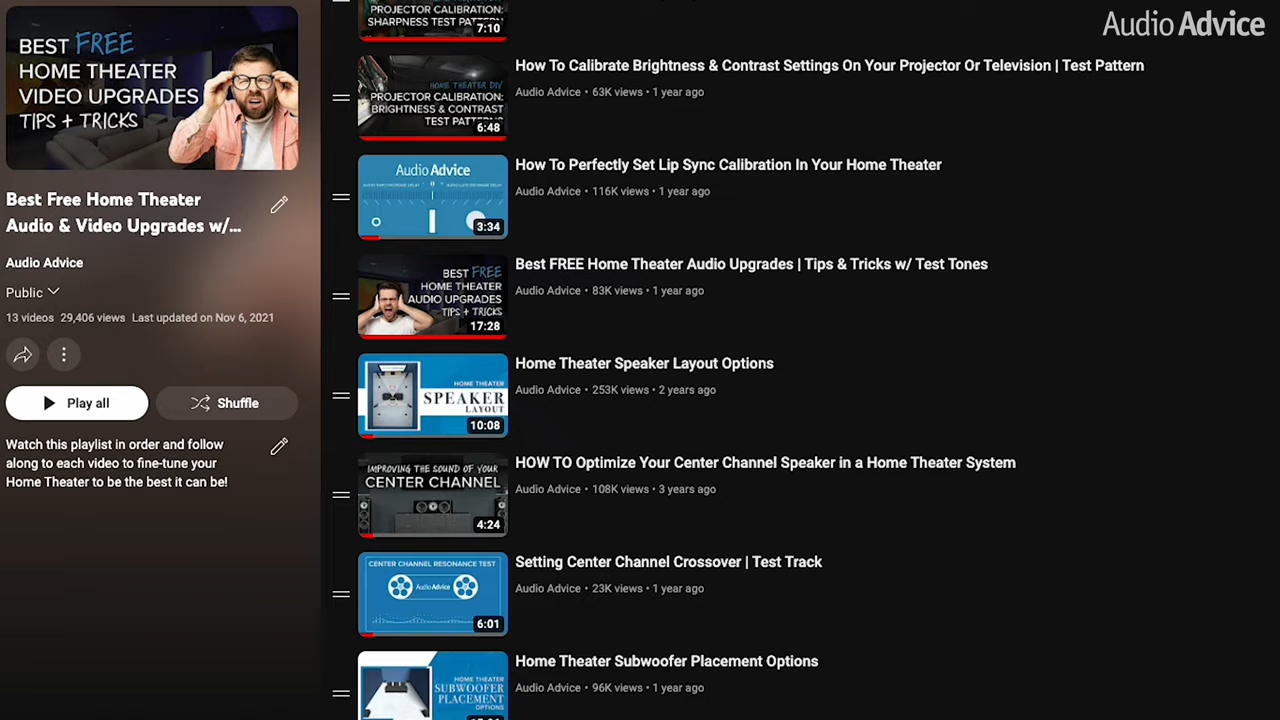 AudioAdvice
BEST FREE
HOME THEATER
VIDEO UPGRADES
TIPS + TRICKS
Best Free Home Theater
Audio & Video Upgrades w/...
Audio Advice
Public
13 videos 29,406 views Last updated on Nov 6, 2021
Play all
Shuffle
Watch this playlist in order and follow
along to each video to fine-tune your
Home Theater to be the best it can be!
PROJECTOR CALIBRATION:
SHARPNESS TEST PATTERN
7:10
HOME THEATER DIY
PROJECTOR CALIBRATION:
BRIGHTNESS & CONTRAST
TEST PATTERNS
6:48
How To Calibrate Brightness & Contrast Settings On Your Projector Or Television | Test Pattern
Audio Advice • 63K views • 1 year ago
AudioAdvice
3:34
How To Perfectly Set Lip Sync Calibration In Your Home Theater
Audio Advice • 116K views • 1 year ago
BEST FREE
HOME THEATER
AUDIO UPGRADES
TIPS + TRICKS
17:28
Best FREE Home Theater Audio Upgrades | Tips & Tricks w/ Test Tones
Audio Advice • 83K views • 1 year ago
HOME THEATER
SPEAKER
LAYOUT
10:08
Home Theater Speaker Layout Options
Audio Advice • 253K views • 2 years ago
IMPROVING THE SOUND OF YOUR
CENTER CHANNEL
4:24
HOW TO Optimize Your Center Channel Speaker in a Home Theater System
Audio Advice • 108K views • 3 years ago
CENTER CHANNEL RESONANCE TEST
AudioAdvice
6:01
Setting Center Channel Crossover | Test Track
Audio Advice • 23K views • 1 year ago
HOME THEATER
SUBWOOFER
PLACEMENT
OPTIONS
Home Theater Subwoofer Placement Options
Audio Advice • 96K views • 1 year ago